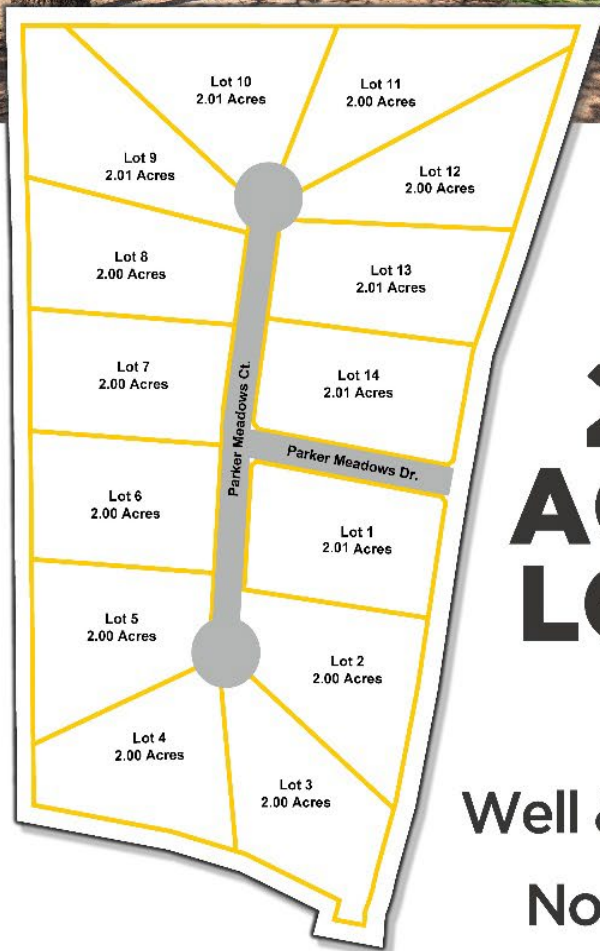 Lot 10
2.01 Acres
Lot 11
2.00 Acres
Lot 9
2.01 Acres
Lot 12
2.00 Acres
Lot 8
2.00 Acres
Lot 13
2.01 Acres
Lot 7
2.00 Acres
Lot 14
2.01 Acres
Parker Meadows Ct.
Parker Meadows Dr.
Lot 6
2.00 Acres
Lot 1
2.01 Acres
Lot 5
2.00 Acres
Lot 2
2.00 Acres
Lot 4
2.00 Acres
Lot 3
2.00 Acres
Well
No